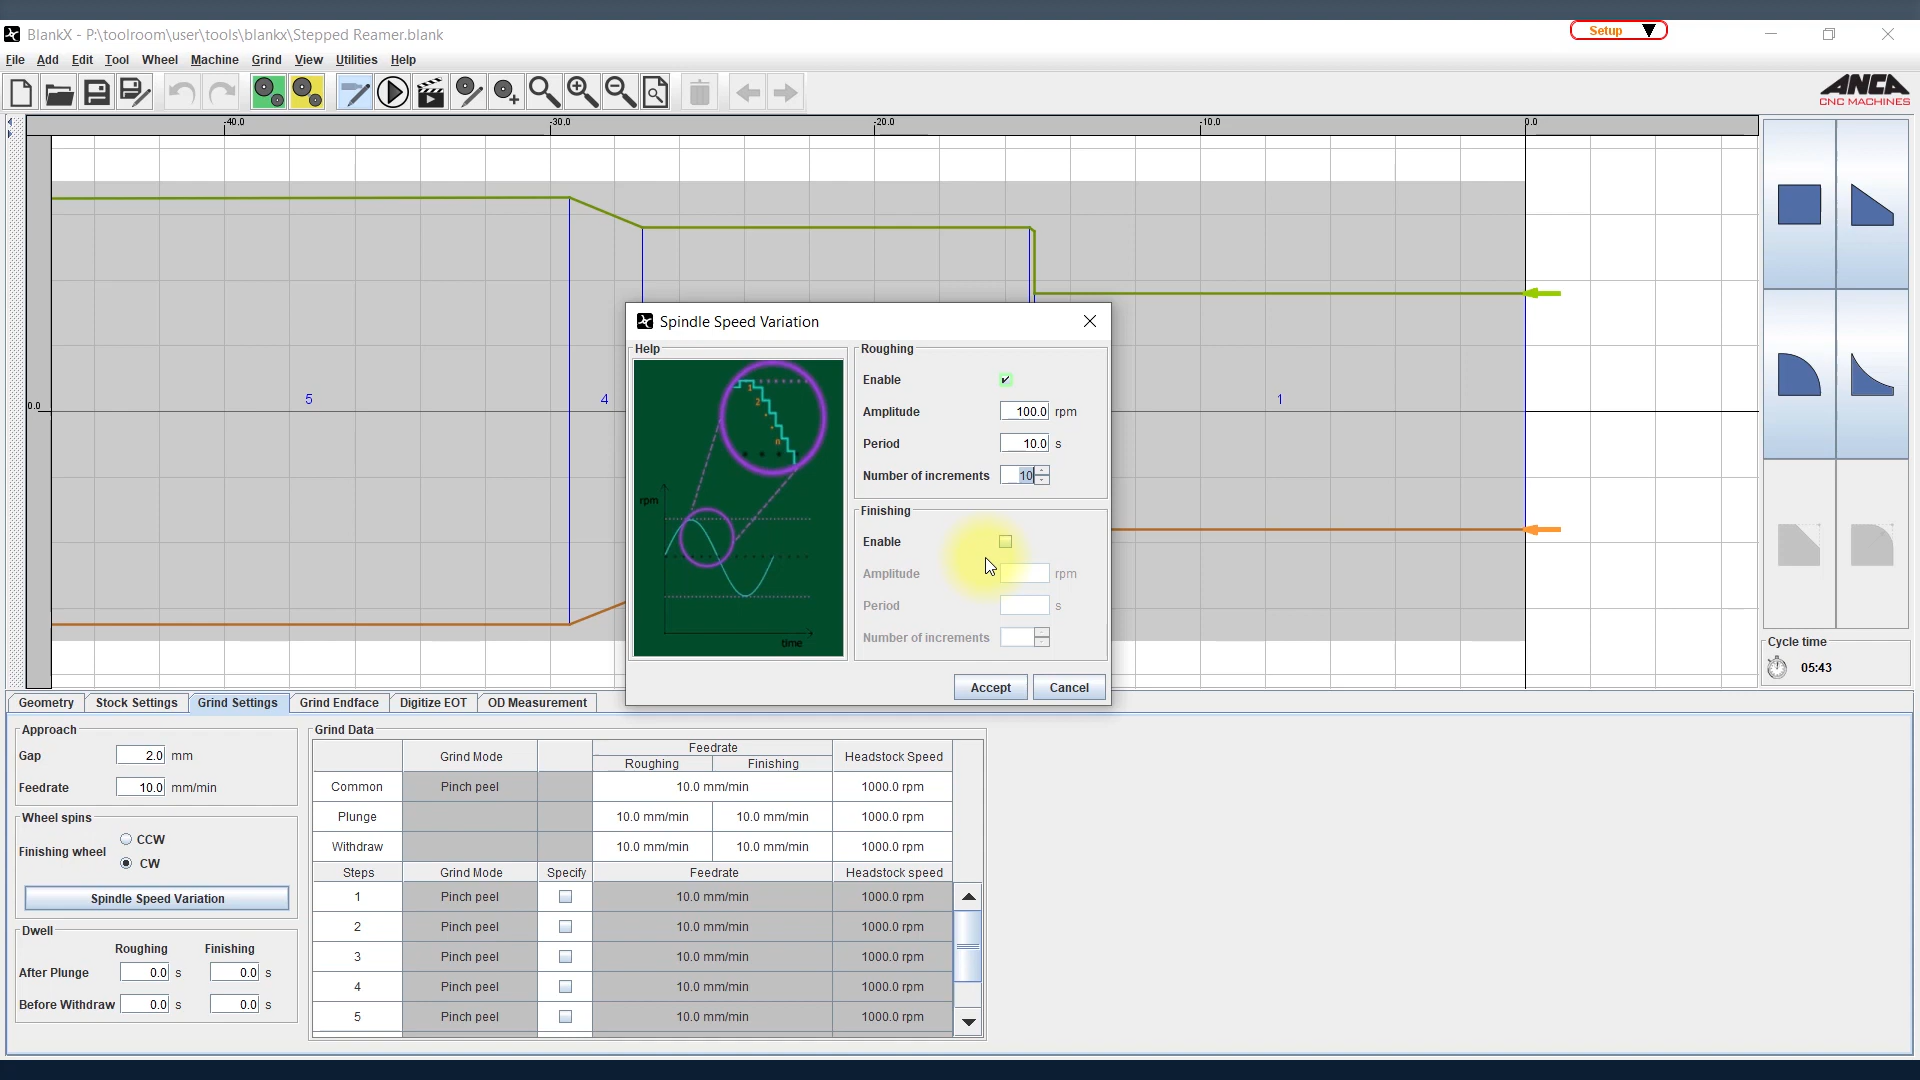 BlankX - P:\toolroom\user\tools\blankx\Stepped Reamer.blank
Setup
File Add Edit Tool Wheel Machine Grind View Utilities Help
ANCA
CNC MACHINES
-40.0 -30.0 -20.0 -10.0 0.0
0.0
5 4 1
Spindle Speed Variation
Help
rpm
1
2
n
time
Roughing
Enable
Amplitude 100.0 rpm
Period 10.0 s
Number of increments 10
Finishing
Enable
Amplitude rpm
Period s
Number of increments
Accept Cancel
Cycle time
05:43
Geometry Stock Settings Grind Settings Grind Endface Digitize EOT OD Measurement
Approach
Gap 2.0 mm
Feedrate 10.0 mm/min
Wheel spins
Finishing wheel
CCW
CW
Spindle Speed Variation
Dwell
Roughing Finishing
After Plunge 0.0 s 0.0 s
Before Withdraw 0.0 s 0.0 s
Grind Data
Grind Mode Feedrate Headstock Speed
Roughing Finishing
Common Pinch peel 10.0 mm/min 1000.0 rpm
Plunge 10.0 mm/min 10.0 mm/min 1000.0 rpm
Withdraw 10.0 mm/min 10.0 mm/min 1000.0 rpm
Steps Grind Mode Specify Feedrate Headstock speed
1 Pinch peel 10.0 mm/min 1000.0 rpm
2 Pinch peel 10.0 mm/min 1000.0 rpm
3 Pinch peel 10.0 mm/min 1000.0 rpm
4 Pinch peel 10.0 mm/min 1000.0 rpm
5 Pinch peel 10.0 mm/min 1000.0 rpm